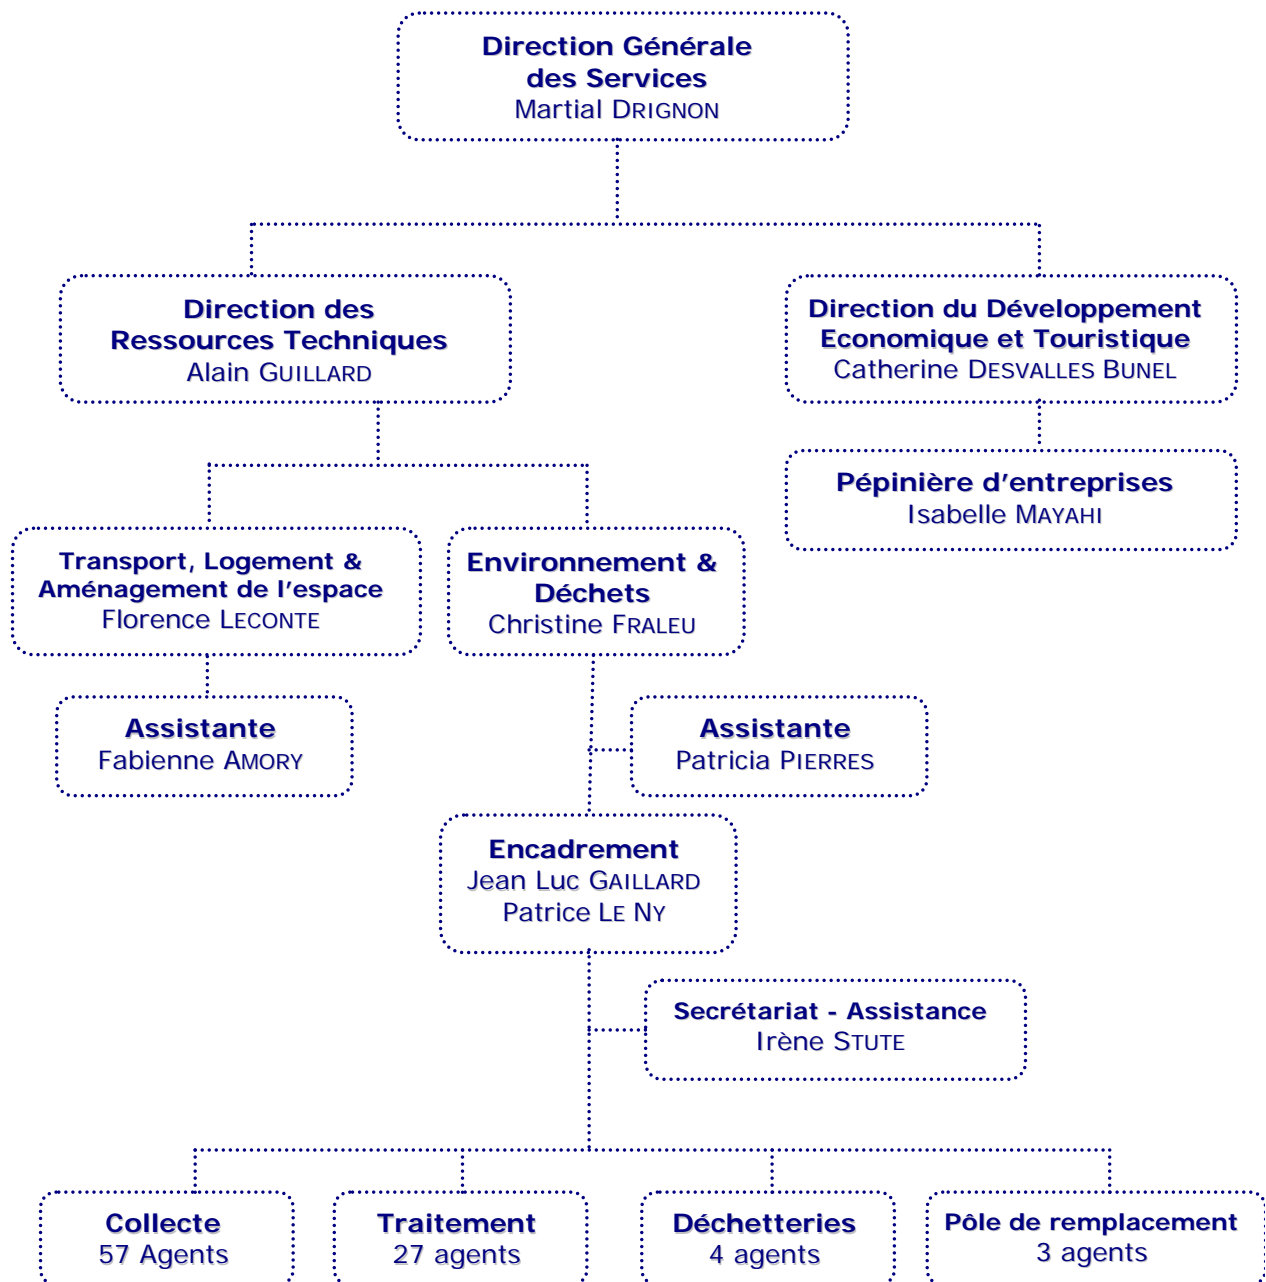 Direction Générale
des Services
Martial DRIGNON
Direction des
Ressources Techniques
Alain GUILLARD
Direction du Développement
Economique et Touristique
Catherine DESVALLES BUNEL
Pépinière d'entreprises
Isabelle MAYAHI
Transport, Logement &
Aménagement de l'espace
Florence LECONTE
Environnement &
Déchets
Christine FRALEU
Assistante
Fabienne AMORY
Assistante
Patricia PIERRES
Encadrement
Jean Luc GAILLARD
Patrice LE NY
Secrétariat - Assistance
Irène STUTE
Collecte
57 Agents
Traitement
27 agents
Déchetteries
4 agents
Pôle de remplacement
3 agents